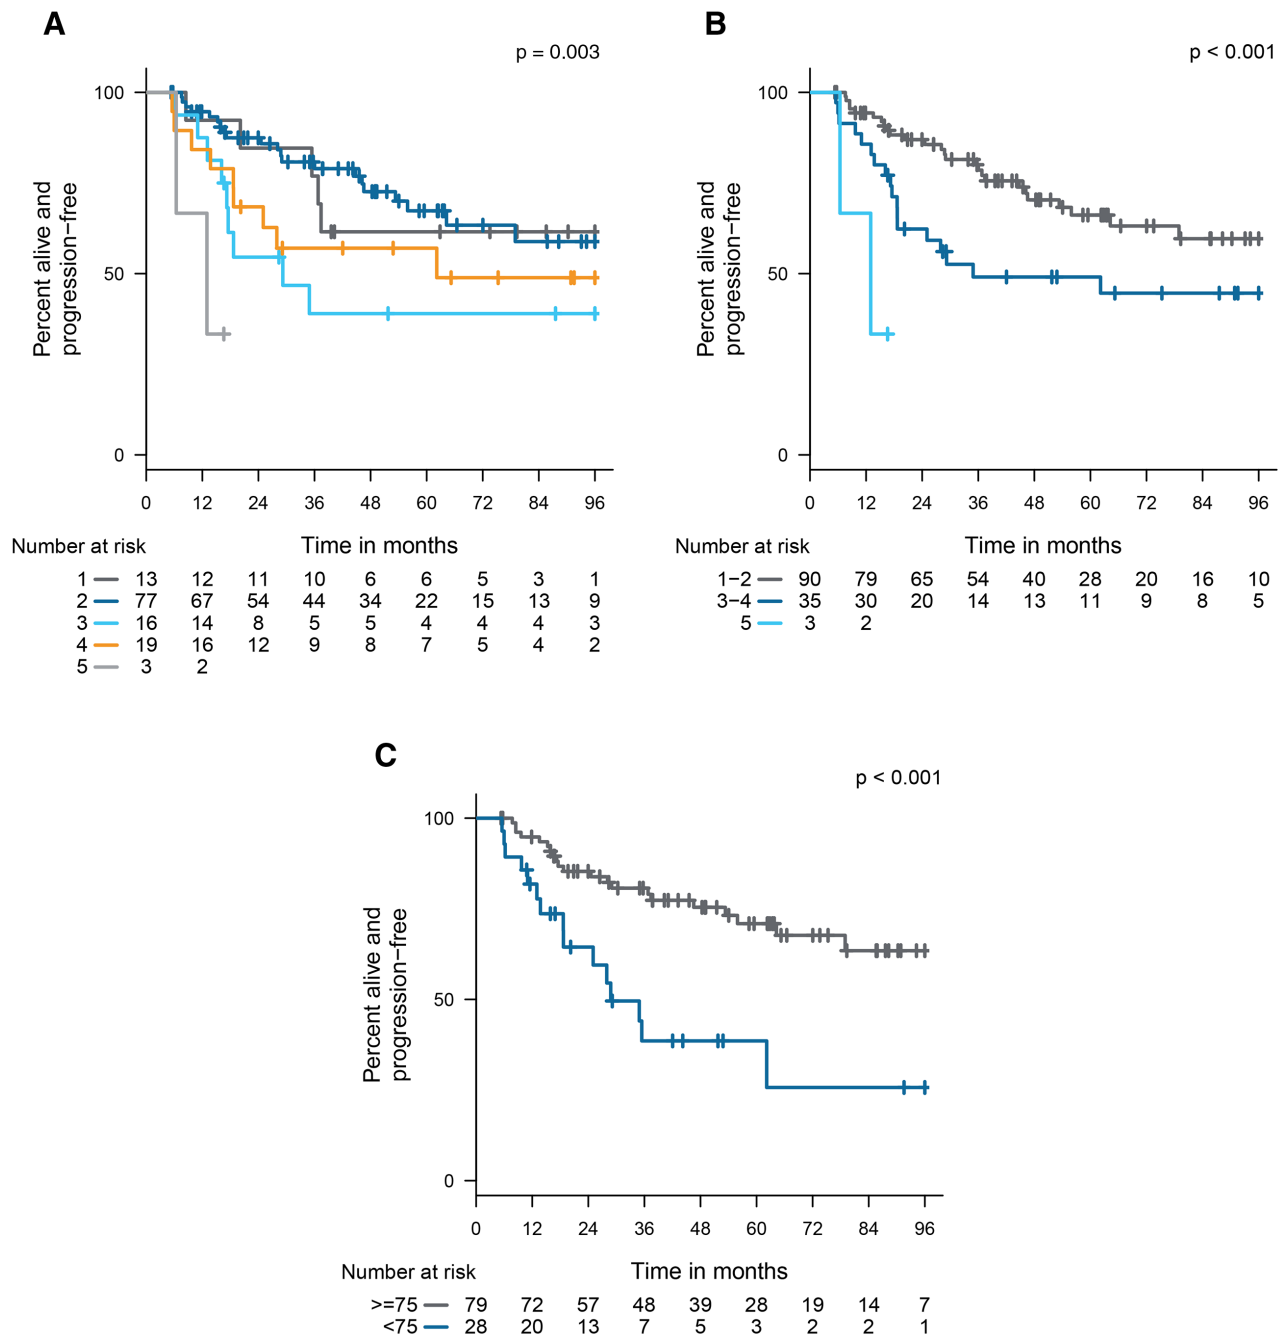 A
p = 0.003
Percent alive and
progression−free
100
50
0
0 12 24 36 48 60 72 84 96
Number at risk
Time in months
1 13 12 11 10 6 6 5 3 1
2 77 67 54 44 34 22 15 13 9
3 16 14 8 5 5 4 4 4 3
4 19 16 12 9 8 7 5 4 2
5 3 2
B
p < 0.001
Percent alive and
progression−free
100
50
0
0 12 24 36 48 60 72 84 96
Number at risk
Time in months
1−2 90 79 65 54 40 28 20 16 10
3−4 35 30 20 14 13 11 9 8 5
5 3 2
C
p < 0.001
Percent alive and
progression−free
100
50
0
0 12 24 36 48 60 72 84 96
Number at risk
Time in months
>=75 79 72 57 48 39 28 19 14 7
<75 28 20 13 7 5 3 2 2 1